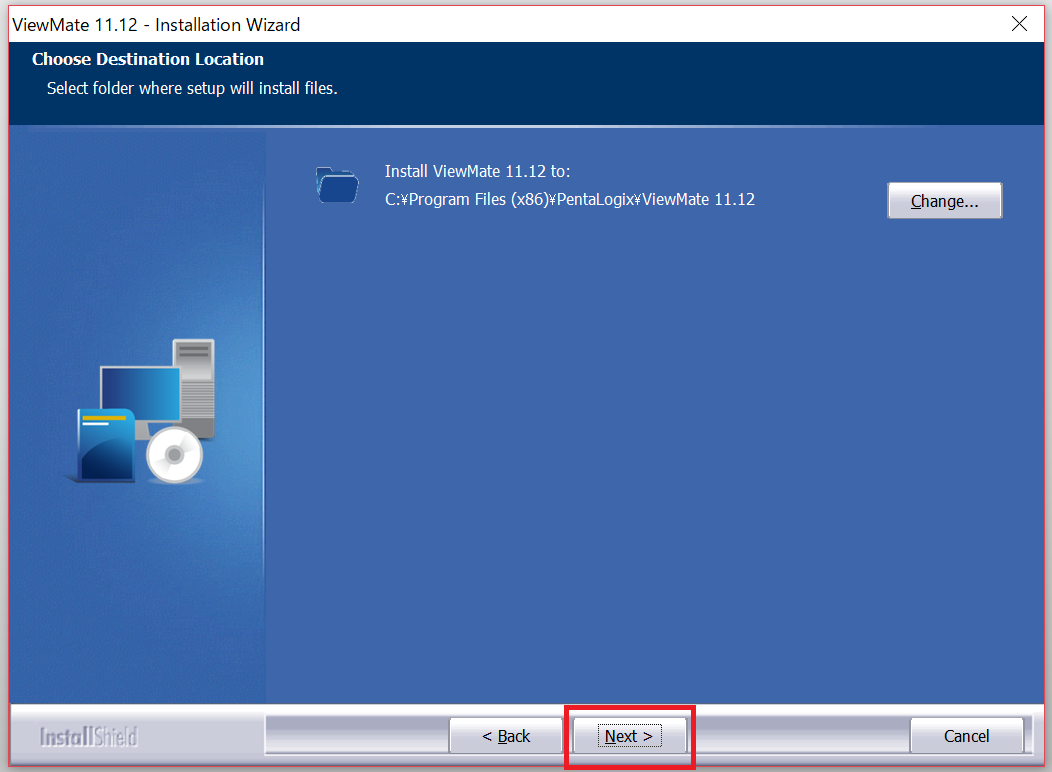 ViewMate 11.12 - Installation Wizard
Choose Destination Location
Select folder where setup will install files.
Install ViewMate 11.12 to:
C:¥Program Files (x86)¥PentaLogix¥ViewMate 11.12
Change...
InstallShield
< Back
Next >
Cancel